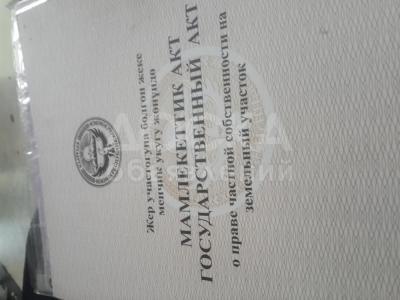 Жер участогуна болгон жеке
менчик укугу жөнүндө
МАМЛЕКЕТТИК АКТ
ГОСУДАРСТВЕННЫЙ АКТ
о праве частной собственности на
земельный участок